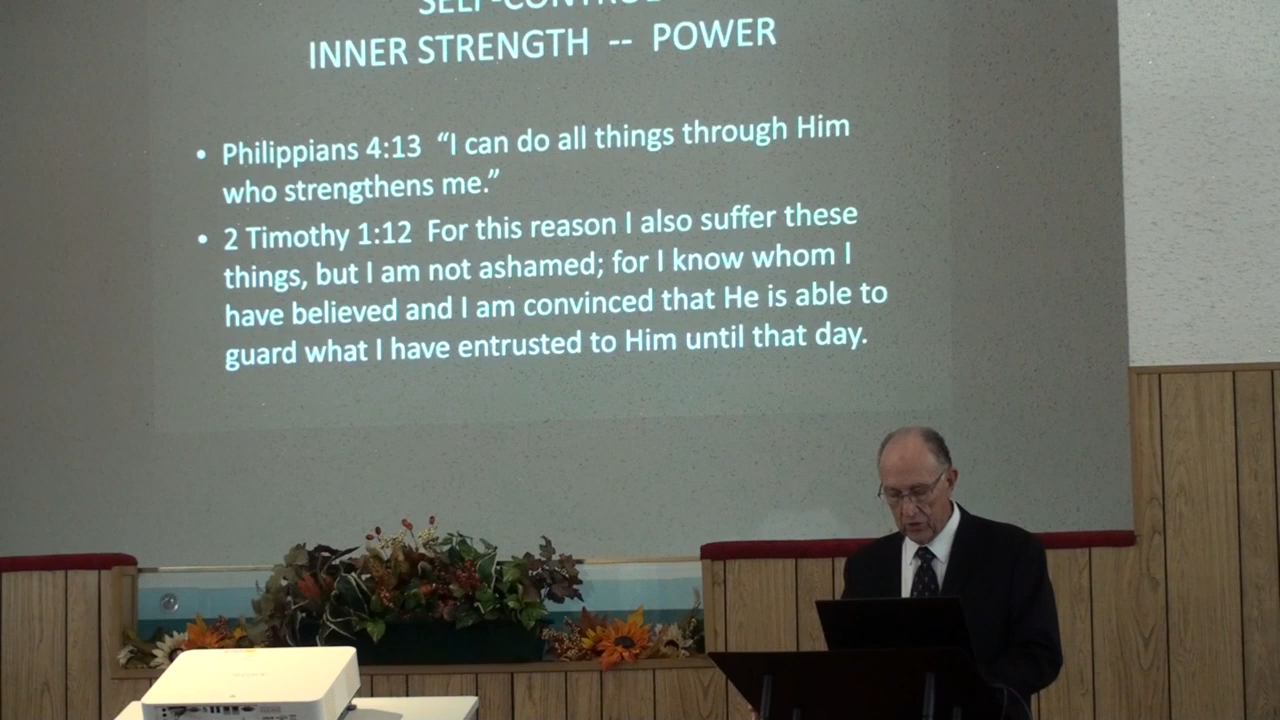 SELF-CONTROL
INNER STRENGTH -- POWER
• Philippians 4:13 “I can do all things through Him
who strengthens me.”
• 2 Timothy 1:12 For this reason I also suffer these
things, but I am not ashamed; for I know whom I
have believed and I am convinced that He is able to
guard what I have entrusted to Him until that day.